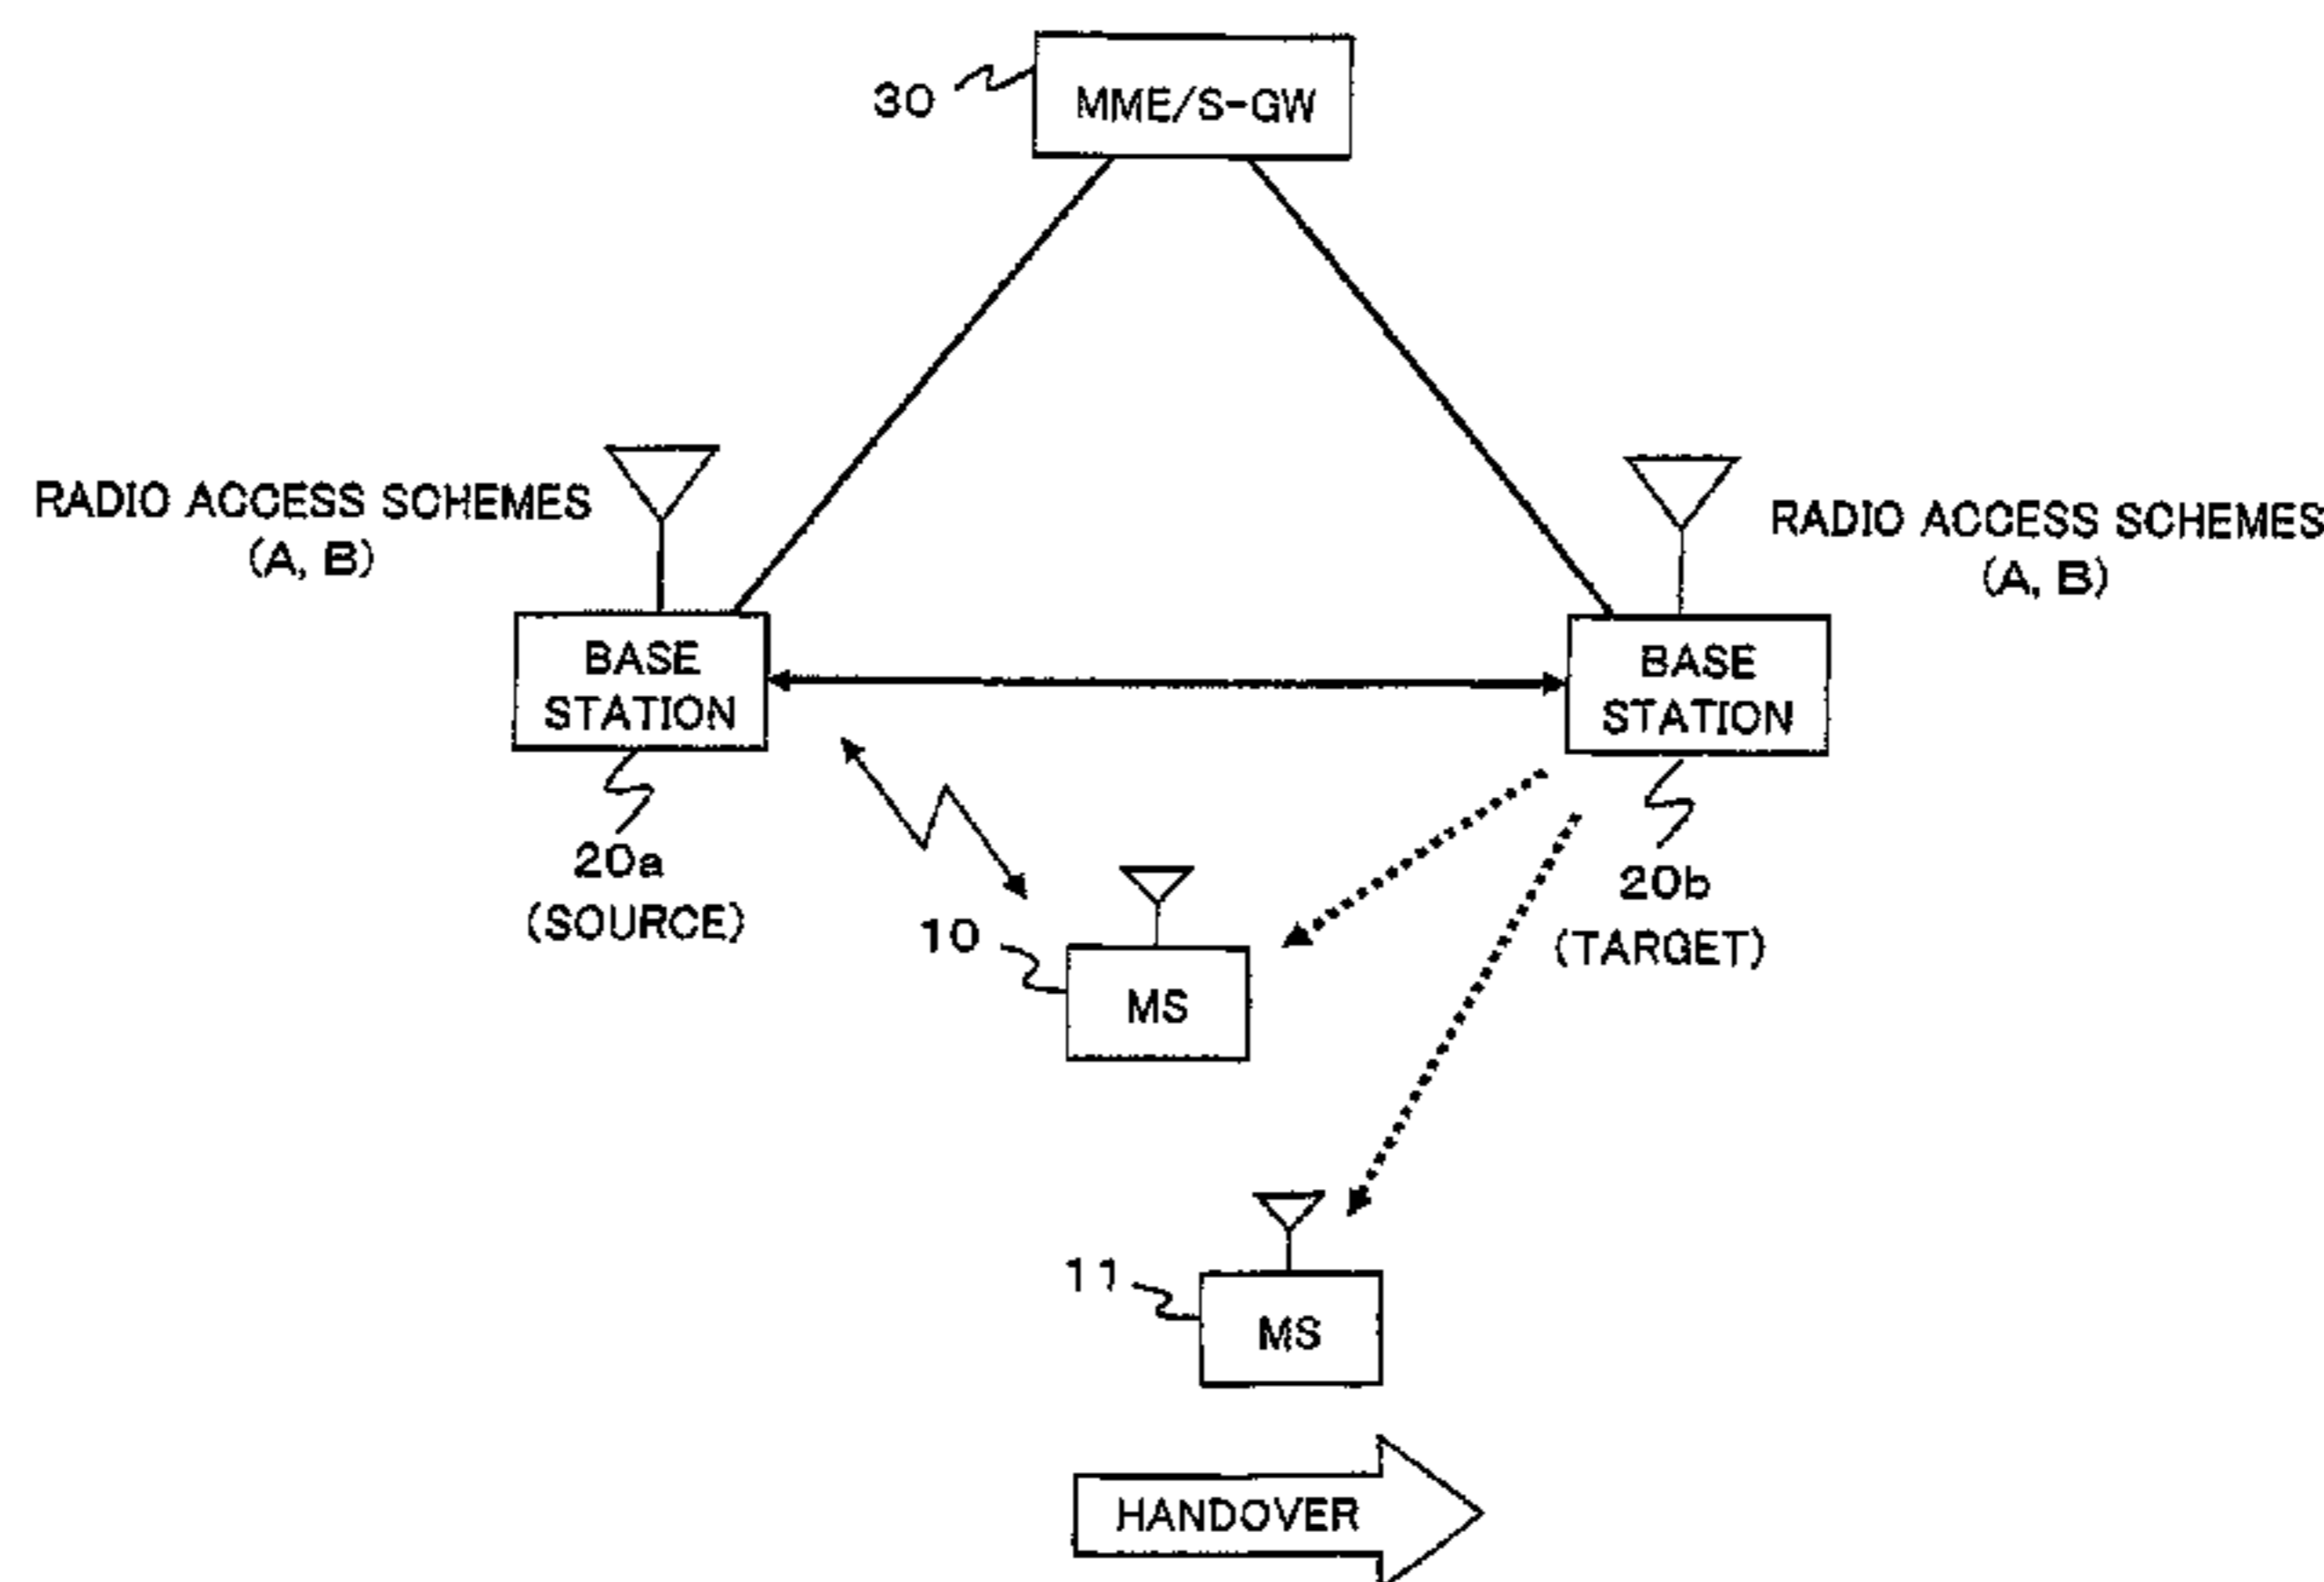 30
MME/S-GW
RADIO ACCESS SCHEMES
(A, B)
RADIO ACCESS SCHEMES
(A, B)
BASE
STATION
BASE
STATION
20a
(SOURCE)
20b
(TARGET)
10
MS
11
MS
HANDOVER